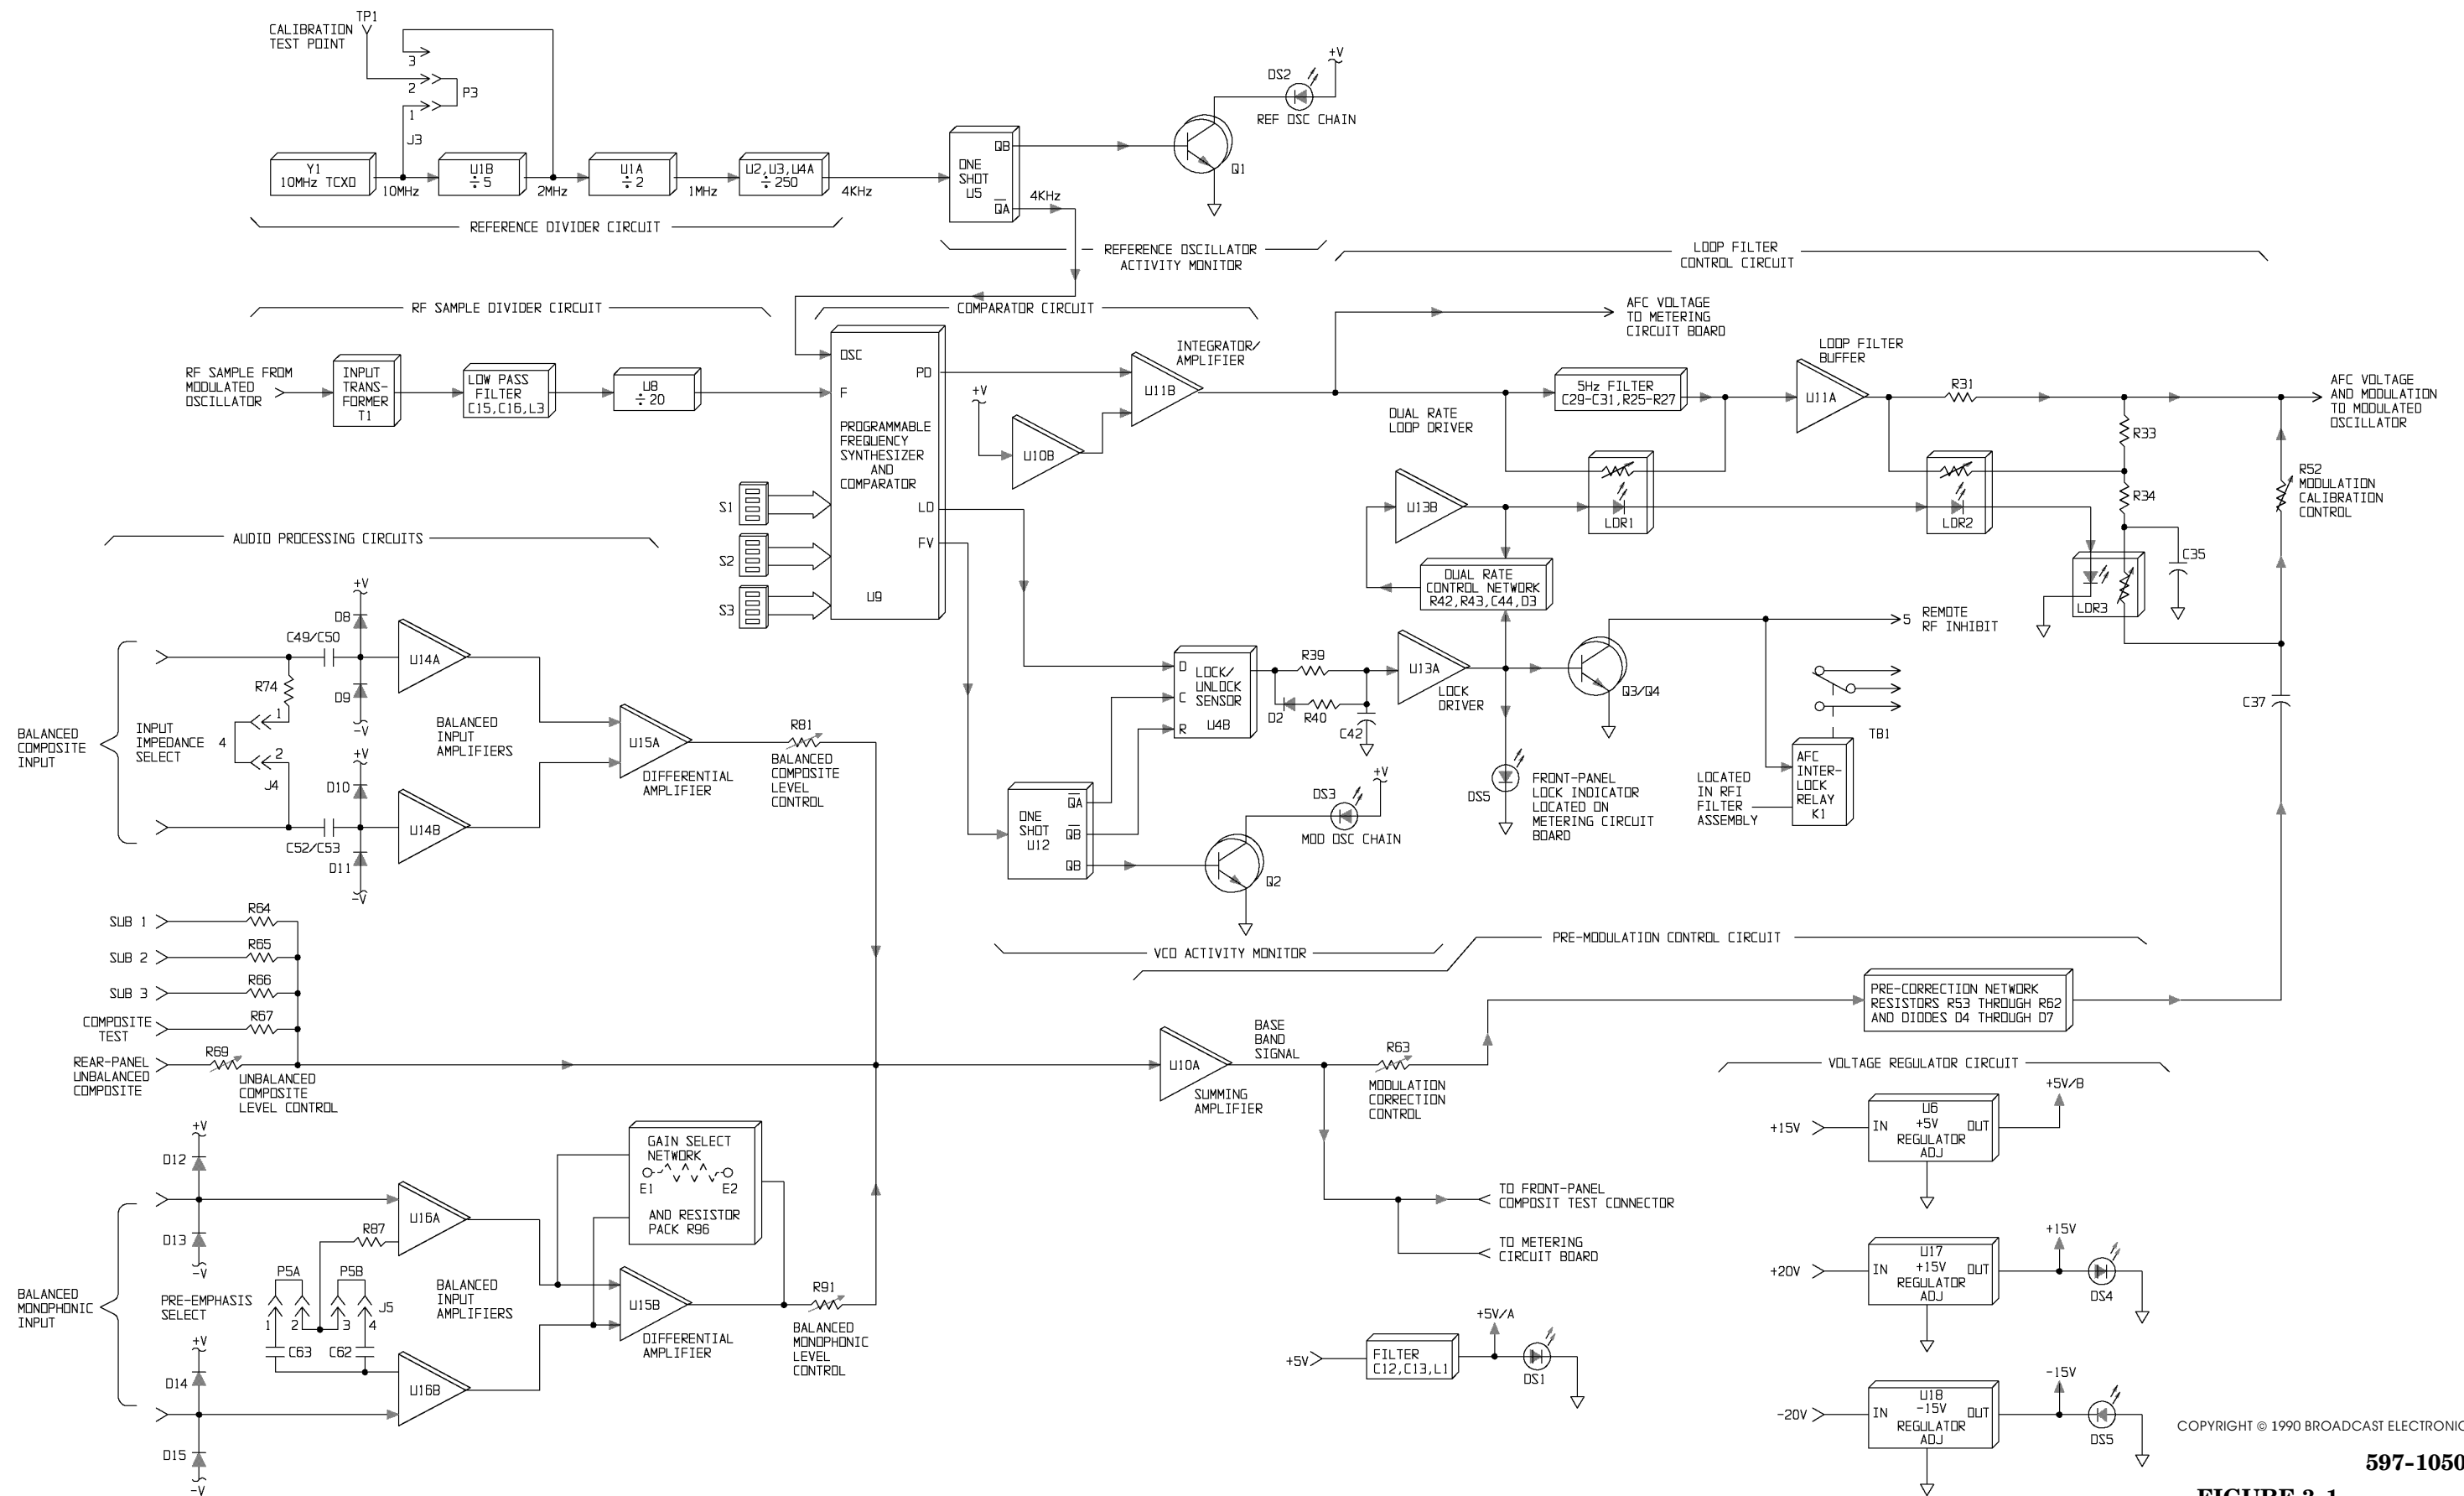 TP1
CALIBRATION
TEST POINT
3
2
1
P3
J3
Y1
10MHz TCXO
10MHz
U1B
÷ 5
2MHz
U1A
÷ 2
1MHz
U2,U3,U4A
÷ 250
4KHz
ONE
SHOT
U5
QB
QA
4KHz
Q1
DS2
+V
REF OSC CHAIN
REFERENCE DIVIDER CIRCUIT
REFERENCE OSCILLATOR
ACTIVITY MONITOR
LOOP FILTER
CONTROL CIRCUIT
RF SAMPLE DIVIDER CIRCUIT
COMPARATOR CIRCUIT
RF SAMPLE FROM
MODULATED
OSCILLATOR
INPUT
TRANS-
FORMER
T1
LOW PASS
FILTER
C15,C16,L3
U8
÷ 20
OSC
F
PD
PROGRAMMABLE
FREQUENCY
SYNTHESIZER
AND
COMPARATOR
LD
FV
U9
S1
S2
S3
+V
U10B
INTEGRATOR/
AMPLIFIER
U11B
AFC VOLTAGE
TO METERING
CIRCUIT BOARD
DUAL RATE
LOOP DRIVER
5Hz FILTER
C29-C31,R25-R27
LOOP FILTER
BUFFER
U11A
R31
R33
R34
AFC VOLTAGE
AND MODULATION
TO MODULATED
OSCILLATOR
R52
MODULATION
CALIBRATION
CONTROL
U13B
LDR1
LDR2
LDR3
C35
DUAL RATE
CONTROL NETWORK
R42,R43,C44,D3
5 REMOTE
RF INHIBIT
AUDIO PROCESSING CIRCUITS
+V
D8
C49/C50
U14A
R74
D9
-V
1
4
2
J4
INPUT
IMPEDANCE
SELECT
BALANCED
COMPOSITE
INPUT
+V
D10
U14B
C52/C53
D11
-V
BALANCED
INPUT
AMPLIFIERS
U15A
DIFFERENTIAL
AMPLIFIER
R81
BALANCED
COMPOSITE
LEVEL
CONTROL
D
C
R
LOCK/
UNLOCK
SENSOR
U4B
R39
D2
R40
C42
U13A
LOCK
DRIVER
Q3/Q4
DS5
FRONT-PANEL
LOCK INDICATOR
LOCATED ON
METERING CIRCUIT
BOARD
LOCATED
IN RFI
FILTER
ASSEMBLY
AFC
INTER-
LOCK
RELAY
K1
TB1
C37
ONE
SHOT
U12
QA
QB
QB
DS3
+V
MOD OSC CHAIN
Q2
VCO ACTIVITY MONITOR
PRE-MODULATION CONTROL CIRCUIT
SUB 1
R64
SUB 2
R65
SUB 3
R66
COMPOSITE
TEST
R67
REAR-PANEL
UNBALANCED
COMPOSITE
R69
UNBALANCED
COMPOSITE
LEVEL CONTROL
U10A
SUMMING
AMPLIFIER
BASE
BAND
SIGNAL
R63
MODULATION
CORRECTION
CONTROL
PRE-CORRECTION NETWORK
RESISTORS R53 THROUGH R62
AND DIODES D4 THROUGH D7
TO FRONT-PANEL
COMPOSIT TEST CONNECTOR
TO METERING
CIRCUIT BOARD
VOLTAGE REGULATOR CIRCUIT
+15V
IN
U6
+5V
REGULATOR
ADJ
OUT
+5V/B
+20V
IN
U17
+15V
REGULATOR
ADJ
OUT
+15V
DS4
-20V
IN
U18
-15V
REGULATOR
ADJ
OUT
-15V
DS5
+5V
FILTER
C12,C13,L1
+5V/A
DS1
+V
D12
D13
-V
U16A
R87
P5A
P5B
J5
1
2
3
4
C63
C62
PRE-EMPHASIS
SELECT
BALANCED
MONOPHONIC
INPUT
+V
D14
D15
-V
U16B
BALANCED
INPUT
AMPLIFIERS
GAIN SELECT
NETWORK
E1
E2
AND RESISTOR
PACK R96
U15B
DIFFERENTIAL
AMPLIFIER
R91
BALANCED
MONOPHONIC
LEVEL
CONTROL
COPYRIGHT © 1990 BROADCAST ELECTRONIC
597-1050
FIGURE 3-1